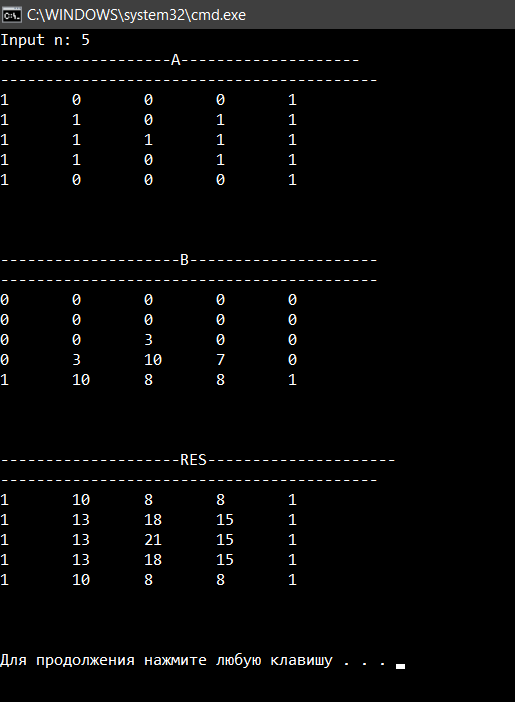 C:\WINDOWS\system32\cmd.exe
Input n: 5
-------------------A--------------------
------------------------------------------
1 0 0 0 1
1 1 0 1 1
1 1 1 1 1
1 1 0 1 1
1 0 0 0 1
--------------------B---------------------
------------------------------------------
0 0 0 0 0
0 0 0 0 0
0 0 3 0 0
0 3 10 7 0
1 10 8 8 1
--------------------RES---------------------
------------------------------------------
1 10 8 8 1
1 13 18 15 1
1 13 21 15 1
1 13 18 15 1
1 10 8 8 1
Для продолжения нажмите любую клавишу . . .